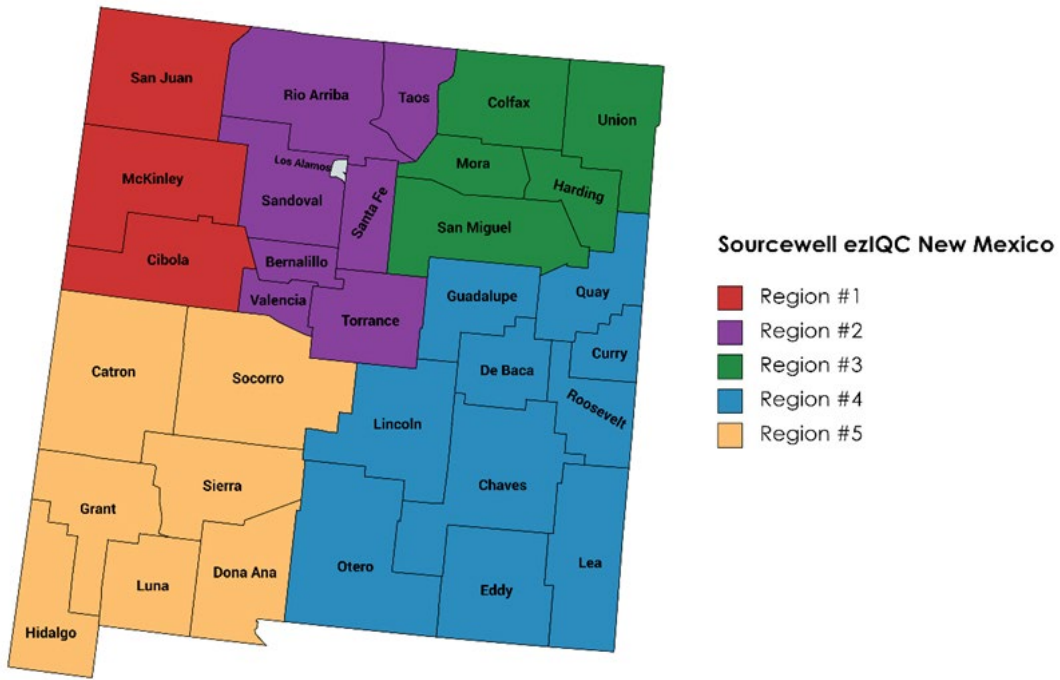 San Juan
Rio Arriba
Taos
Colfax
Union
McKinley
Los Alamos
Mora
Harding
Sandoval
Santa Fe
San Miguel
Cibola
Bernalillo
Valencia
Torrance
Guadalupe
Quay
Curry
De Baca
Roosevelt
Catron
Socorro
Lincoln
Sierra
Chaves
Grant
Luna
Dona Ana
Otero
Eddy
Lea
Hidalgo
Sourcewell ezIQC New Mexico
Region #1
Region #2
Region #3
Region #4
Region #5